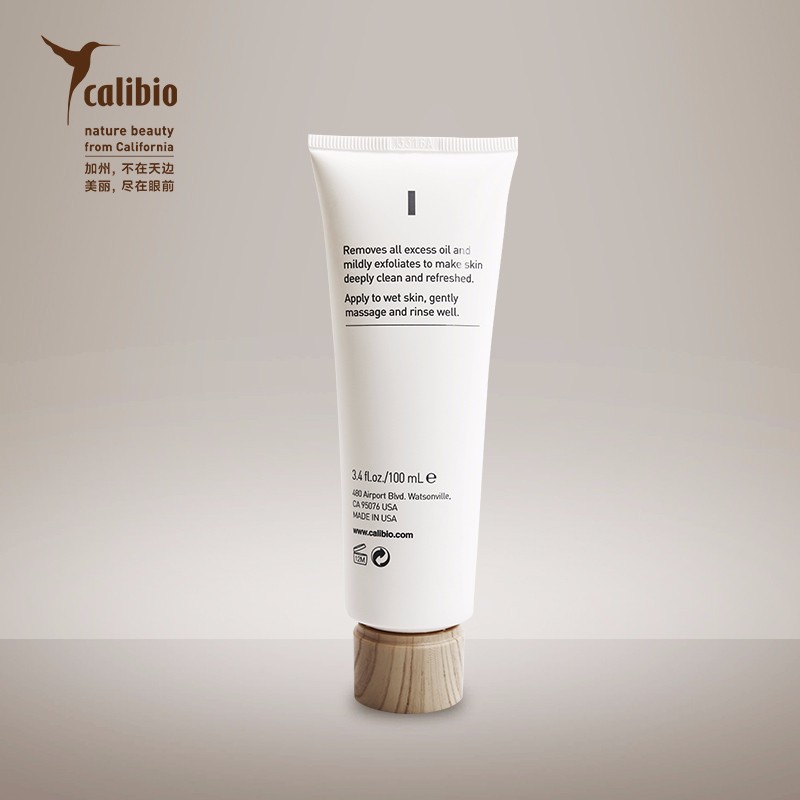 calibio
nature beauty
from California
加州，不在天边
美丽，尽在眼前
Removes all excess oil and
mildly exfoliates to make skin
deeply clean and refreshed.
Apply to wet skin, gently
massage and rinse well.
3.4 fl.oz./100 mL e
480 Airport Blvd. Watsonville,
CA 95076 USA
MADE IN USA
www.calibio.com
12M